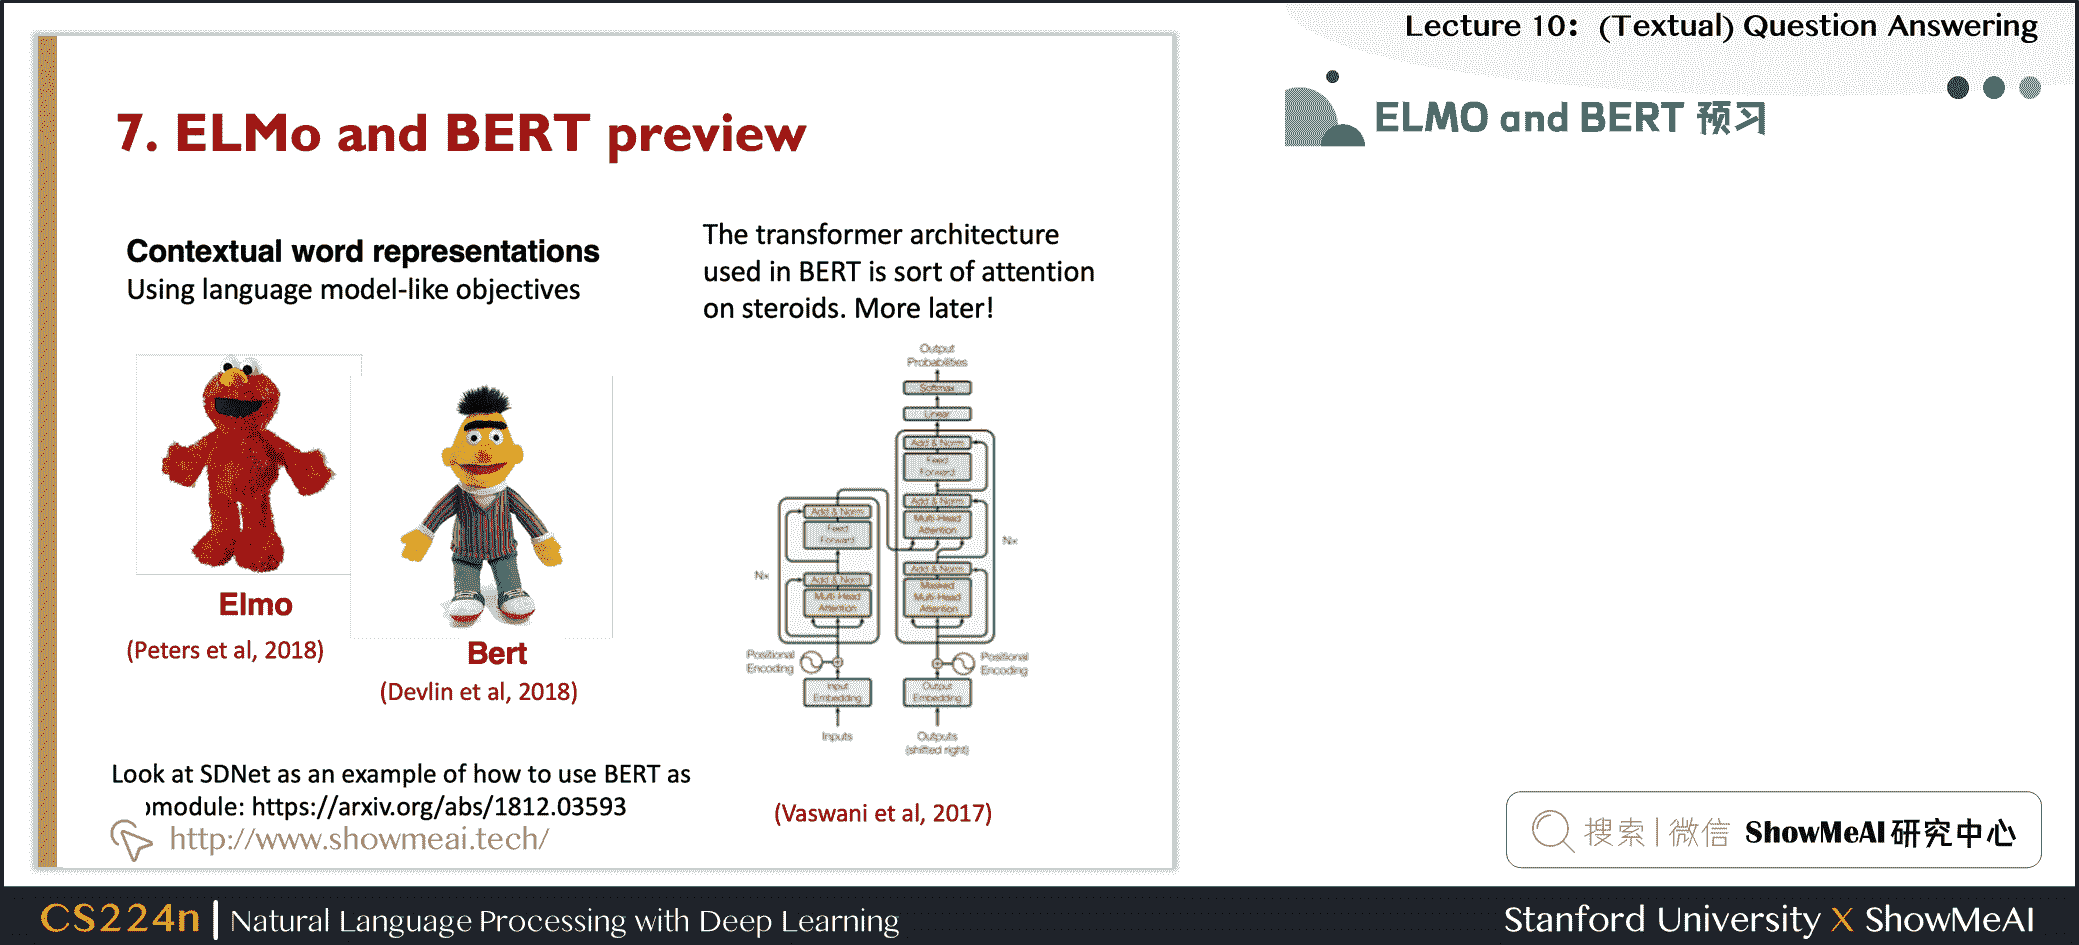 Lecture 10: (Textual) Question Answering
7. ELMo and BERT preview
ELMO and BERT 预习
Contextual word representations
Using language model-like objectives
The transformer architecture
used in BERT is sort of attention
on steroids. More later!
Elmo
(Peters et al, 2018)
Bert
(Devlin et al, 2018)
Output
Probabilities
Softmax
Linear
Add & Norm
Feed
Forward
Add & Norm
Multi-Head
Attention
Add & Norm
Masked
Multi-Head
Attention
Nx
Add & Norm
Feed
Forward
Add & Norm
Multi-Head
Attention
Nx
Positional
Encoding
Positional
Encoding
Input
Embedding
Output
Embedding
Inputs
Outputs
(shifted right)
(Vaswani et al, 2017)
Look at SDNet as an example of how to use BERT as
module: https://arxiv.org/abs/1812.03593
http://www.showmeai.tech/
搜索 | 微信 ShowMeAI 研究中心
CS224n | Natural Language Processing with Deep Learning
Stanford University X ShowMeAI